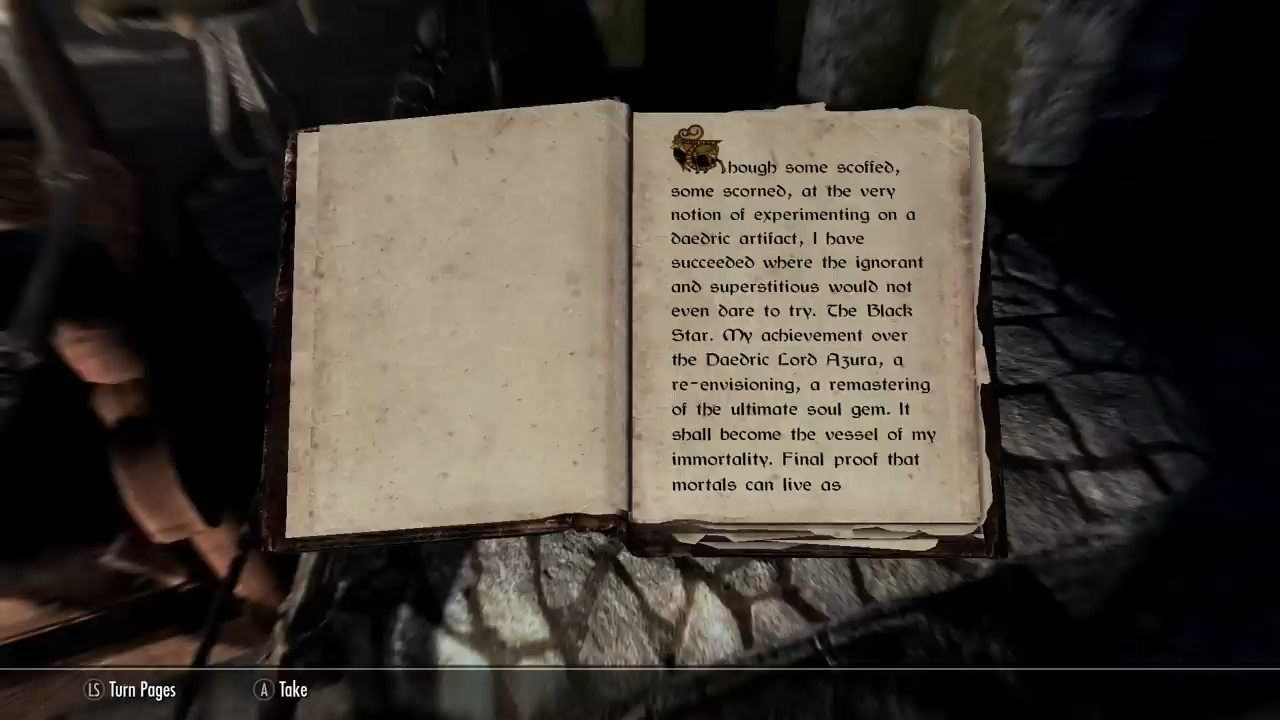 hough some scoffed,
some scorned, at the very
notion of experimenting on a
daedric artifact, I have
succeeded where the ignorant
and superstitious would not
even dare to try. The Black
Star. My achievement over
the Daedric Lord Azura, a
re-envisioning, a remastering
of the ultimate soul gem. It
shall become the vessel of my
immortality. Final proof that
mortals can live as
LS Turn Pages
A Take